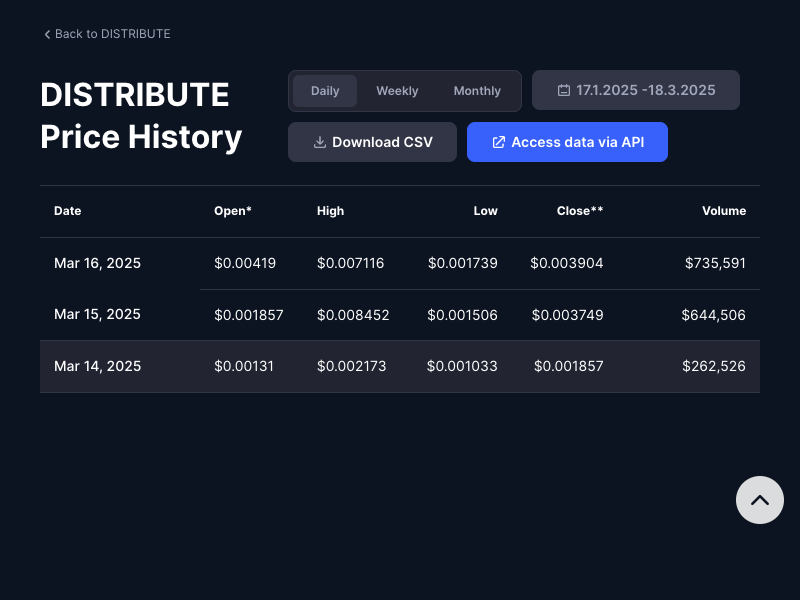 Back to DISTRIBUTE
DISTRIBUTE
Price History
Daily Weekly Monthly
17.1.2025 -18.3.2025
Download CSV
Access data via API
Date Open* High Low Close** Volume
Mar 16, 2025 $0.00419 $0.007116 $0.001739 $0.003904 $735,591
Mar 15, 2025 $0.001857 $0.008452 $0.001506 $0.003749 $644,506
Mar 14, 2025 $0.00131 $0.002173 $0.001033 $0.001857 $262,526